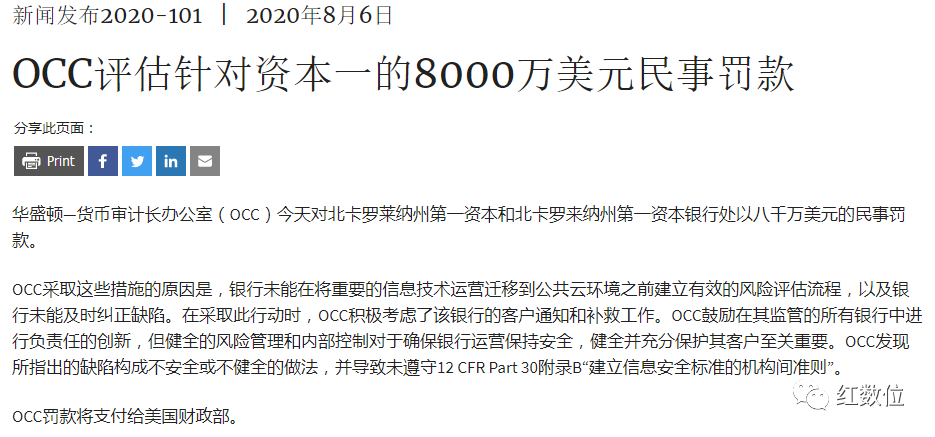 新闻发布2020-101 | 2020年8月6日
OCC评估针对资本一的8000万美元民事罚款
分享此页面：
Print
华盛顿—货币审计长办公室（OCC）今天对北卡罗莱纳州第一资本和北卡罗来纳州第一资本银行处以八千万美元的民事罚
款。
OCC采取这些措施的原因是，银行未能在将重要的信息技术运营迁移到公共云环境之前建立有效的风险评估流程，以及银
行未能及时纠正缺陷。在采取此行动时，OCC积极考虑了该银行的客户通知和补救工作。OCC鼓励在其监管的所有银行中进
行负责任的创新，但健全的风险管理和内部控制对于确保银行运营保持安全，健全并充分保护其客户至关重要。OCC发现
所指出的缺陷构成不安全或不健全的做法，并导致未遵守12 CFR Part 30附录B“建立信息安全标准的机构间准则”。
OCC罚款将支付给美国财政部。
红数位